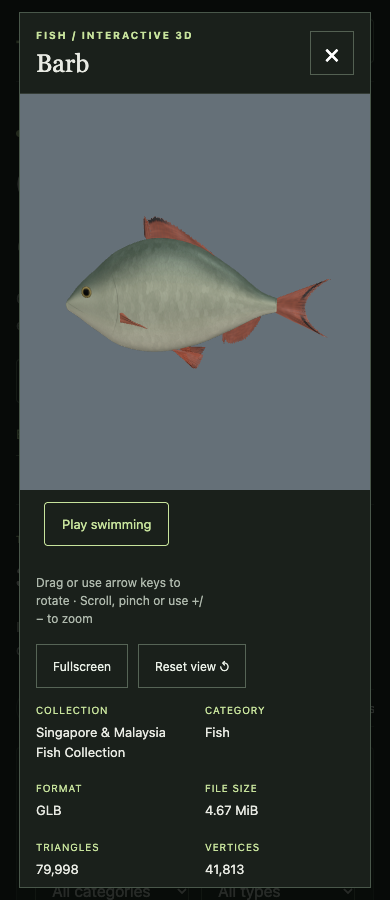 FISH / INTERACTIVE 3D
Barb
×
Play swimming
Drag or use arrow keys to
rotate · Scroll, pinch or use +/
− to zoom
Fullscreen
Reset view ↺
COLLECTION
Singapore & Malaysia
Fish Collection
CATEGORY
Fish
FORMAT
GLB
FILE SIZE
4.67 MiB
TRIANGLES
79,998
VERTICES
41,813
All categories
All types